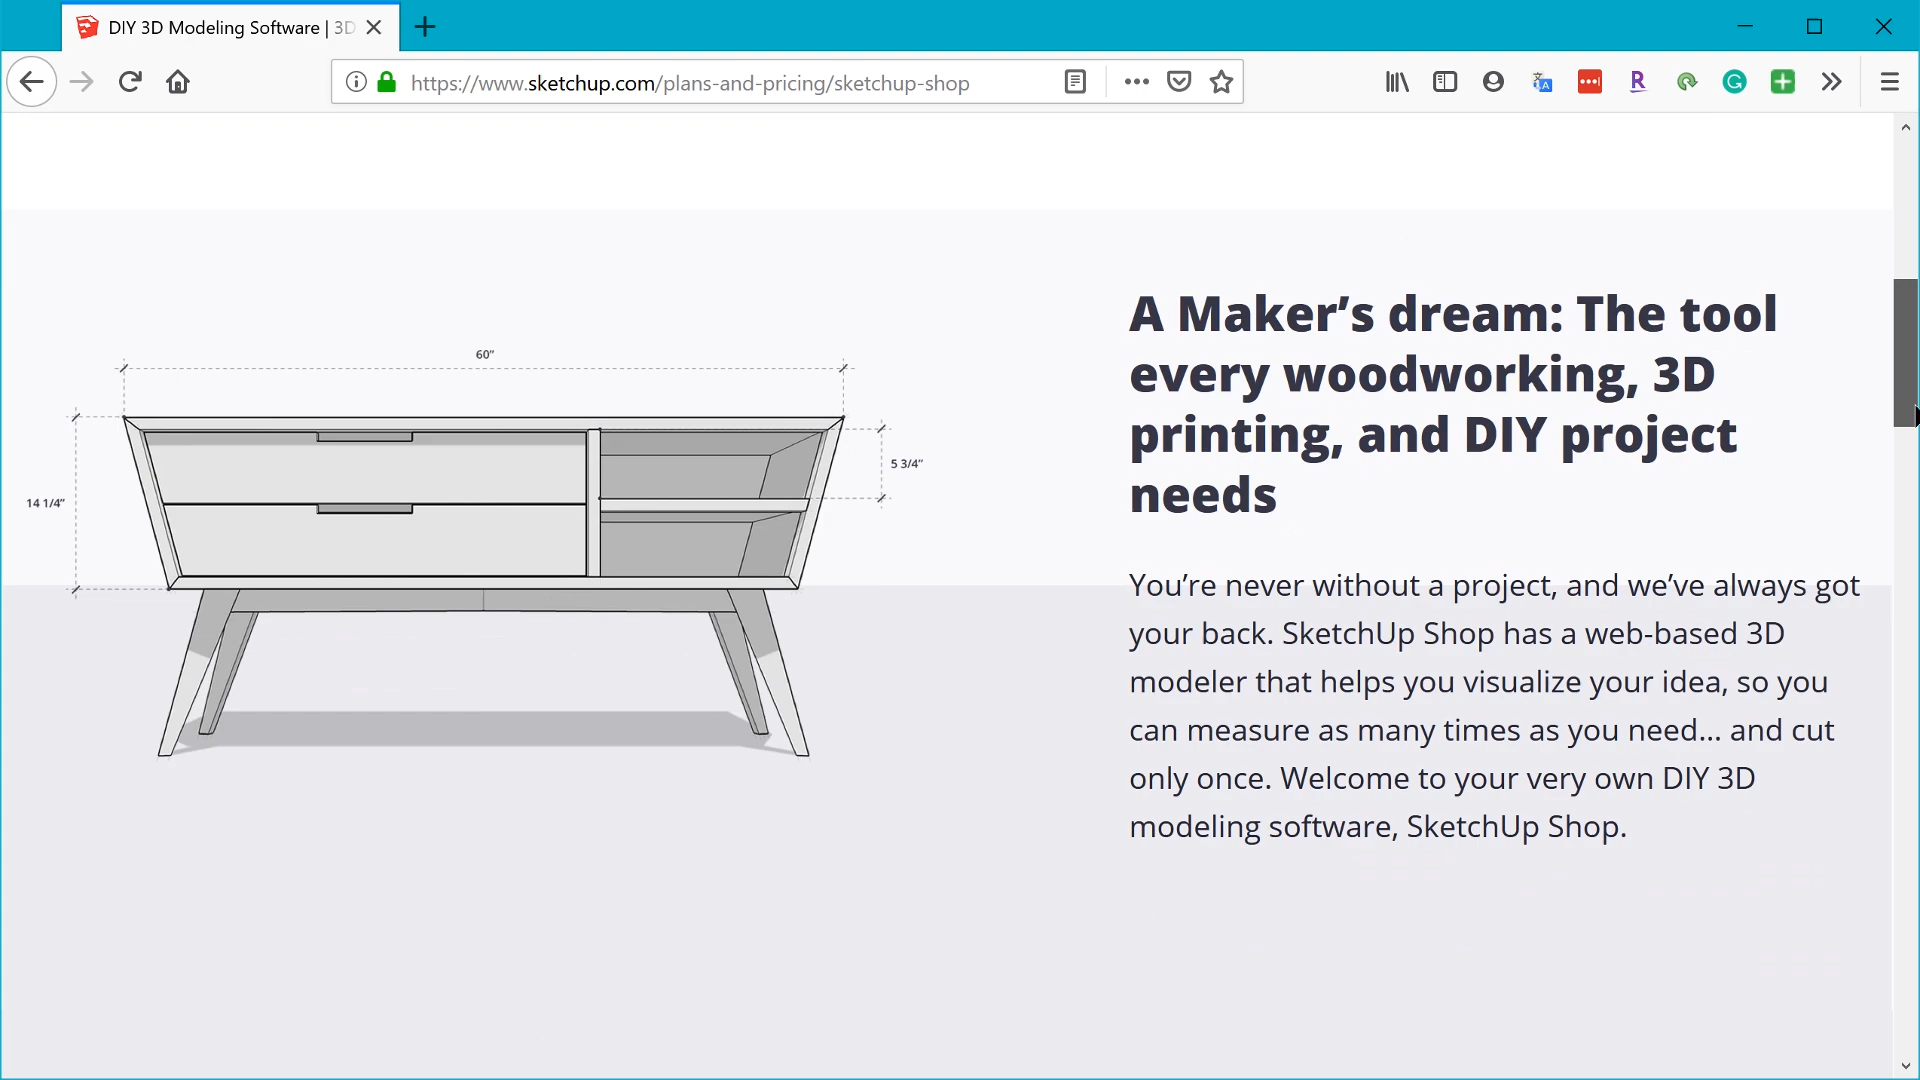 DIY 3D Modeling Software | 3D
https://www.sketchup.com/plans-and-pricing/sketchup-shop
A Maker’s dream: The tool
every woodworking, 3D
printing, and DIY project
needs
60”
5 3/4”
14 1/4”
You’re never without a project, and we’ve always got
your back. SketchUp Shop has a web-based 3D
modeler that helps you visualize your idea, so you
can measure as many times as you need... and cut
only once. Welcome to your very own DIY 3D
modeling software, SketchUp Shop.